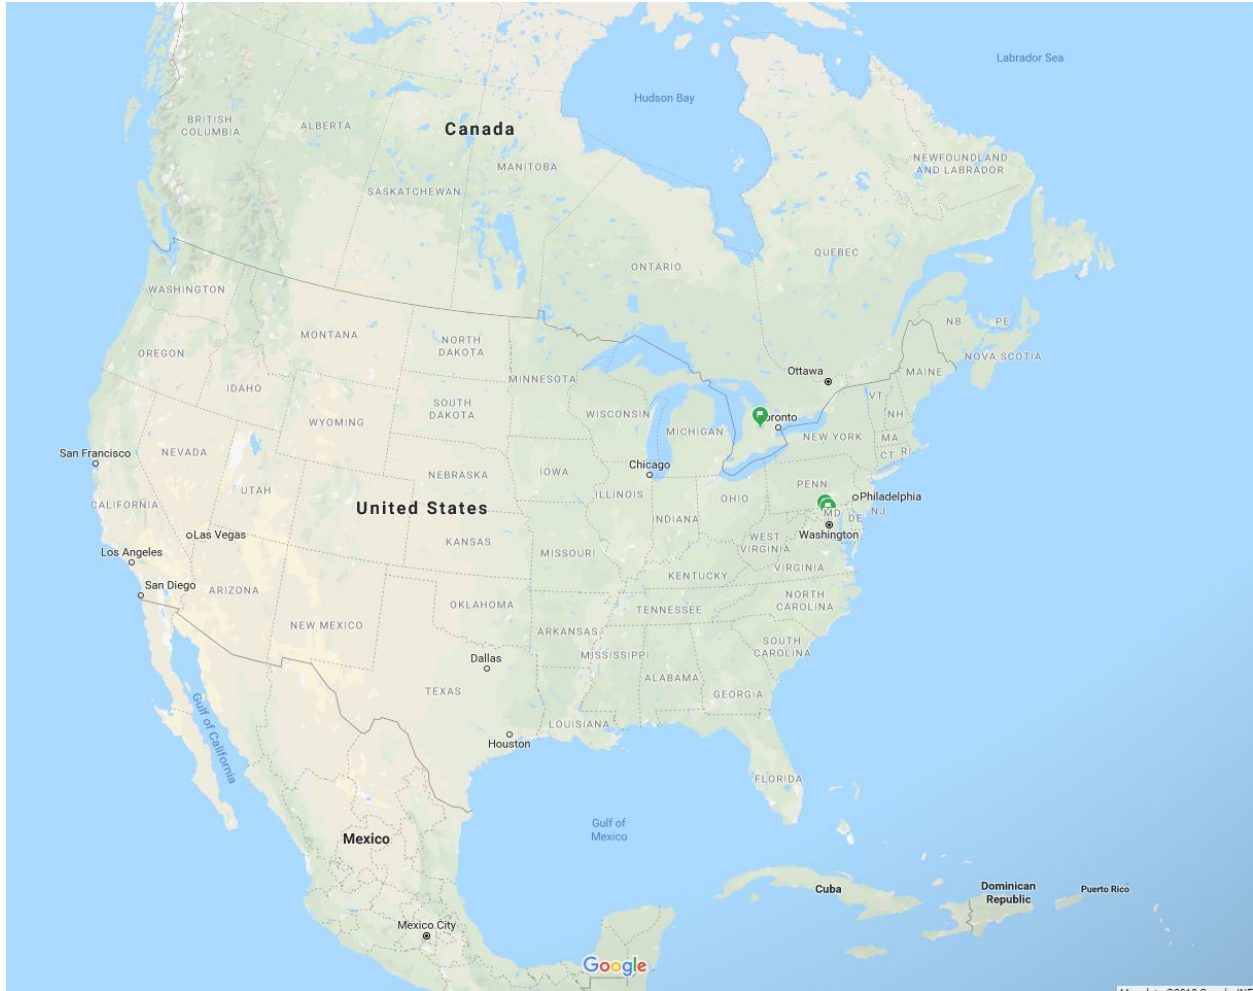 Labrador Sea
Hudson Bay
BRITISH
COLUMBIA
ALBERTA
Canada
MANITOBA
SASKATCHEWAN
NEWFOUNDLAND
AND LABRADOR
QUEBEC
ONTARIO
WASHINGTON
MONTANA
NORTH
DAKOTA
NB
PE
NOVA SCOTIA
OREGON
IDAHO
MINNESOTA
Ottawa
MAINE
SOUTH
DAKOTA
WISCONSIN
VT
NH
WYOMING
MICHIGAN
oronto
NEW YORK
MA
CT RI
San Francisco
NEVADA
Chicago
NEBRASKA
IOWA
UTAH
ILLINOIS
OHIO
PENN
Philadelphia
CALIFORNIA
United States
INDIANA
MD
DE
NJ
Las Vegas
KANSAS
WEST
VIRGINIA
Washington
Los Angeles
MISSOURI
VIRGINIA
San Diego
ARIZONA
KENTUCKY
OKLAHOMA
TENNESSEE
NORTH
CAROLINA
NEW MEXICO
ARKANSAS
SOUTH
CAROLINA
Dallas
MISSISSIPPI
ALABAMA
TEXAS
GEORGIA
Gulf of California
LOUISIANA
Houston
FLORIDA
Gulf of
Mexico
Mexico
Cuba
Dominican
Republic
Puerto Rico
Mexico City
Google